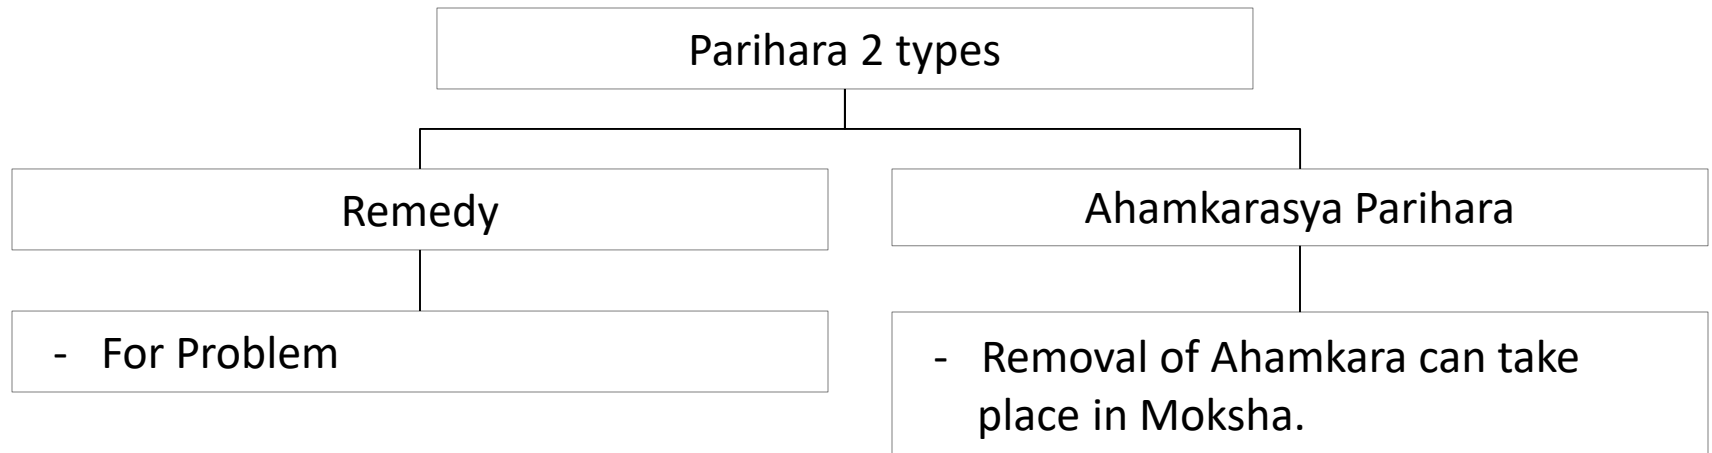 Parihara 2 types
Remedy
Ahamkarasya Parihara
- For Problem
- Removal of Ahamkara can take
place in Moksha.